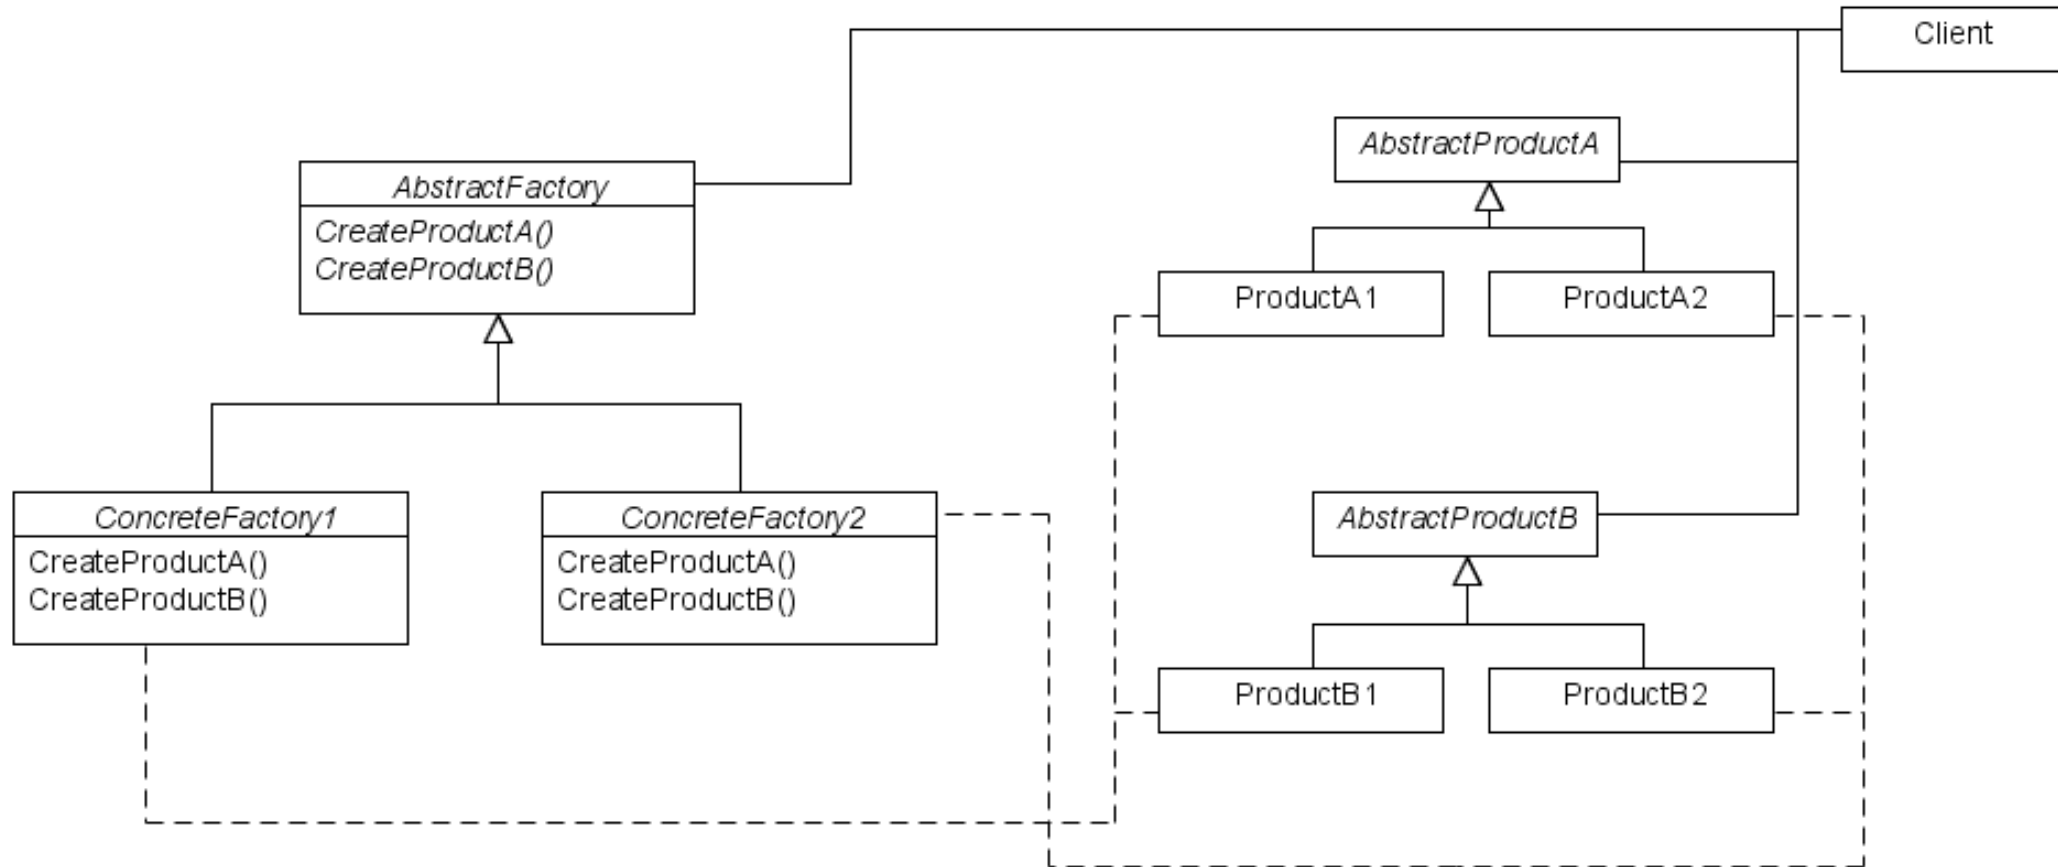 Client
AbstractProductA
AbstractFactory
CreateProductA()
CreateProductB()
ProductA1
ProductA2
ConcreteFactory1
CreateProductA()
CreateProductB()
ConcreteFactory2
CreateProductA()
CreateProductB()
AbstractProductB
ProductB1
ProductB2